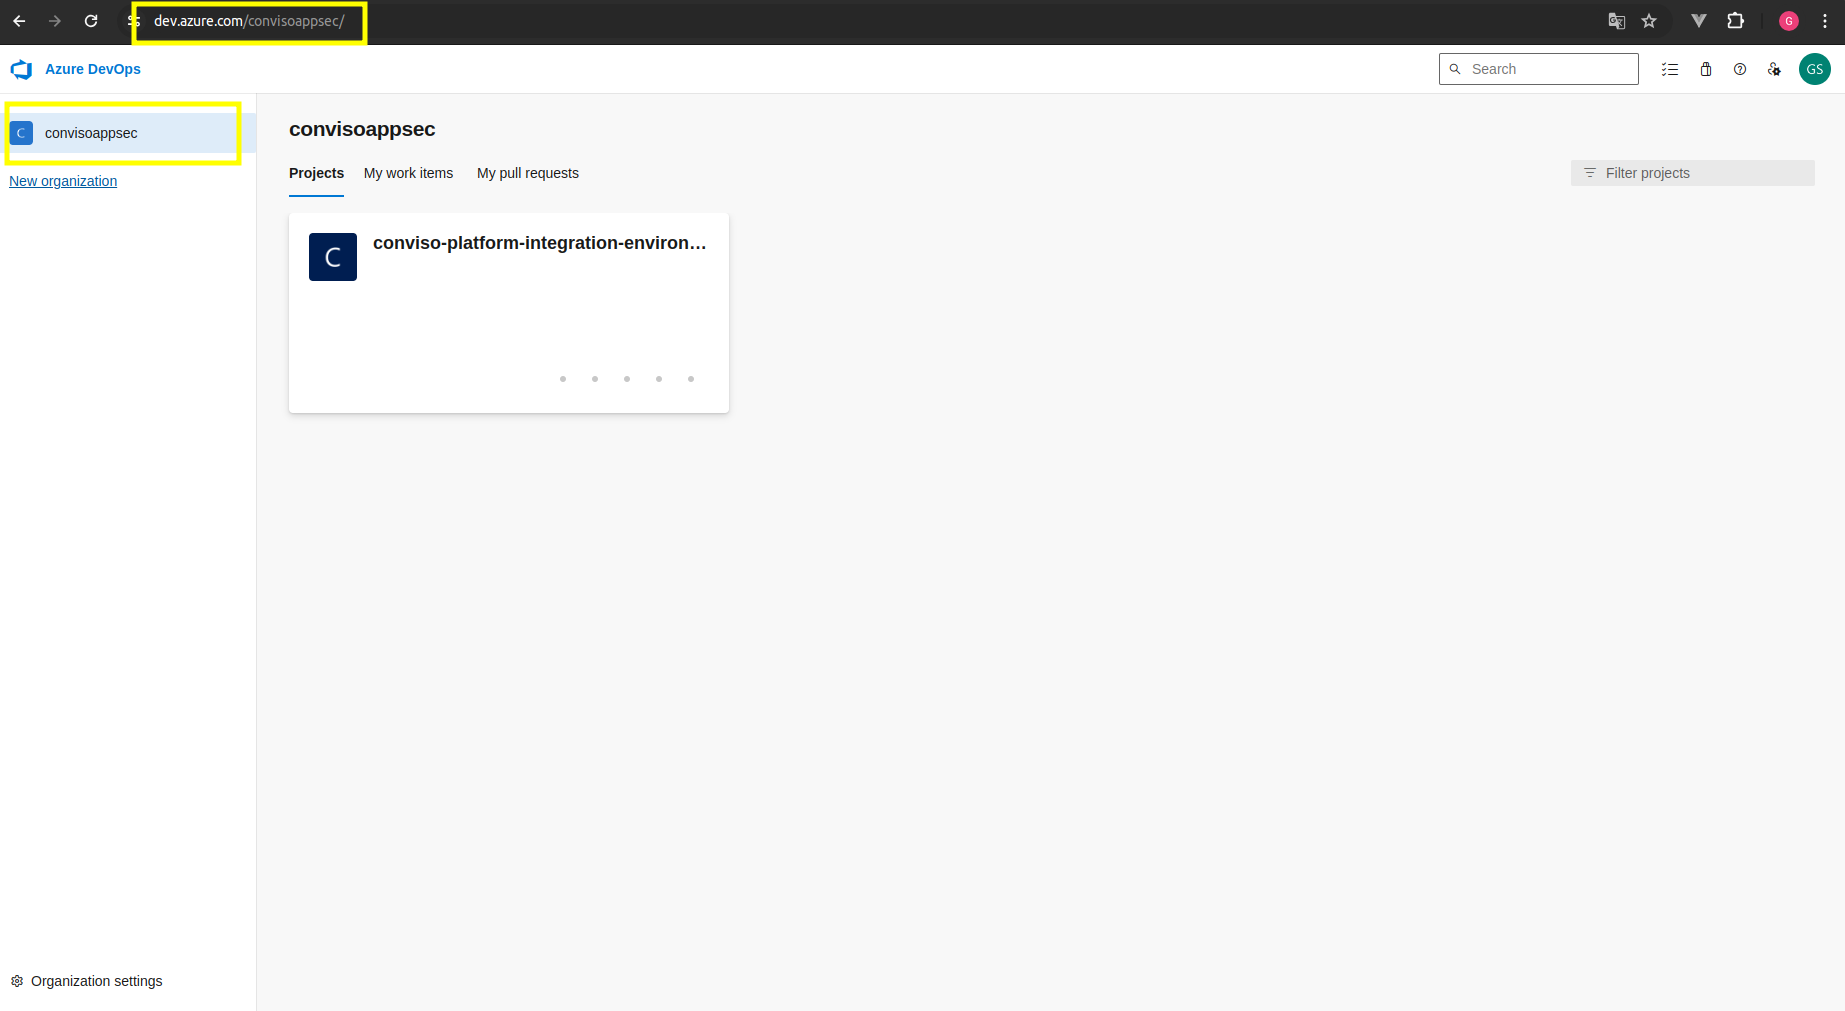 dev.azure.com/convisoappsec/
G
Azure DevOps
Search
GS
C convisoappsec
New organization
convisoappsec
Projects My work items My pull requests
Filter projects
C conviso-platform-integration-environ...
Organization settings